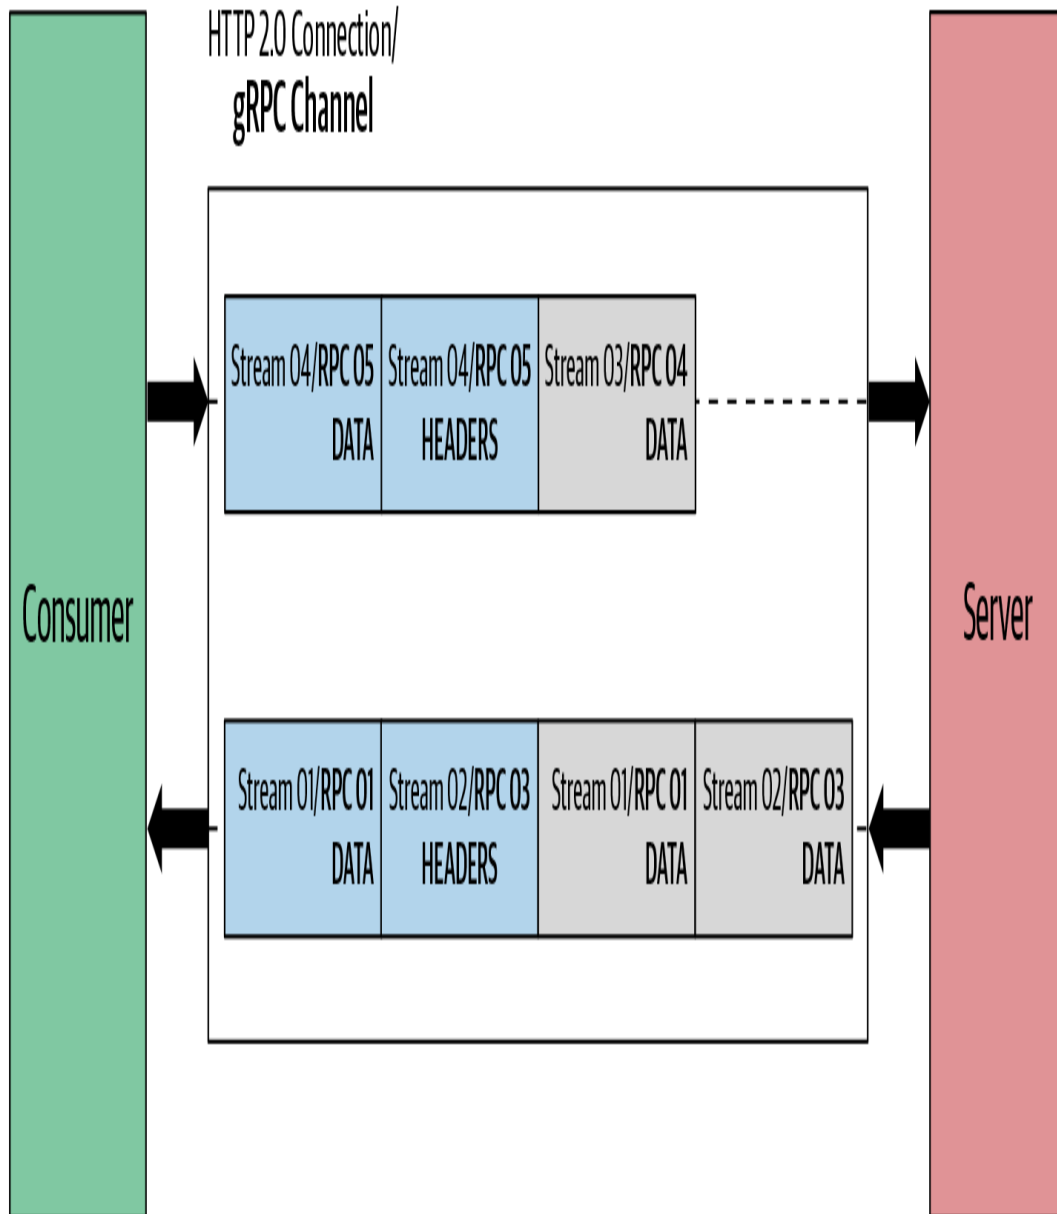 HTTP 2.0 Connection/
gRPC Channel
Stream 04/RPC 05
DATA
Stream 04/RPC 05
HEADERS
Stream 03/RPC 04
DATA
Consumer
Server
Stream 01/RPC 01
DATA
Stream 02/RPC 03
HEADERS
Stream 01/RPC 01
DATA
Stream 02/RPC 03
DATA